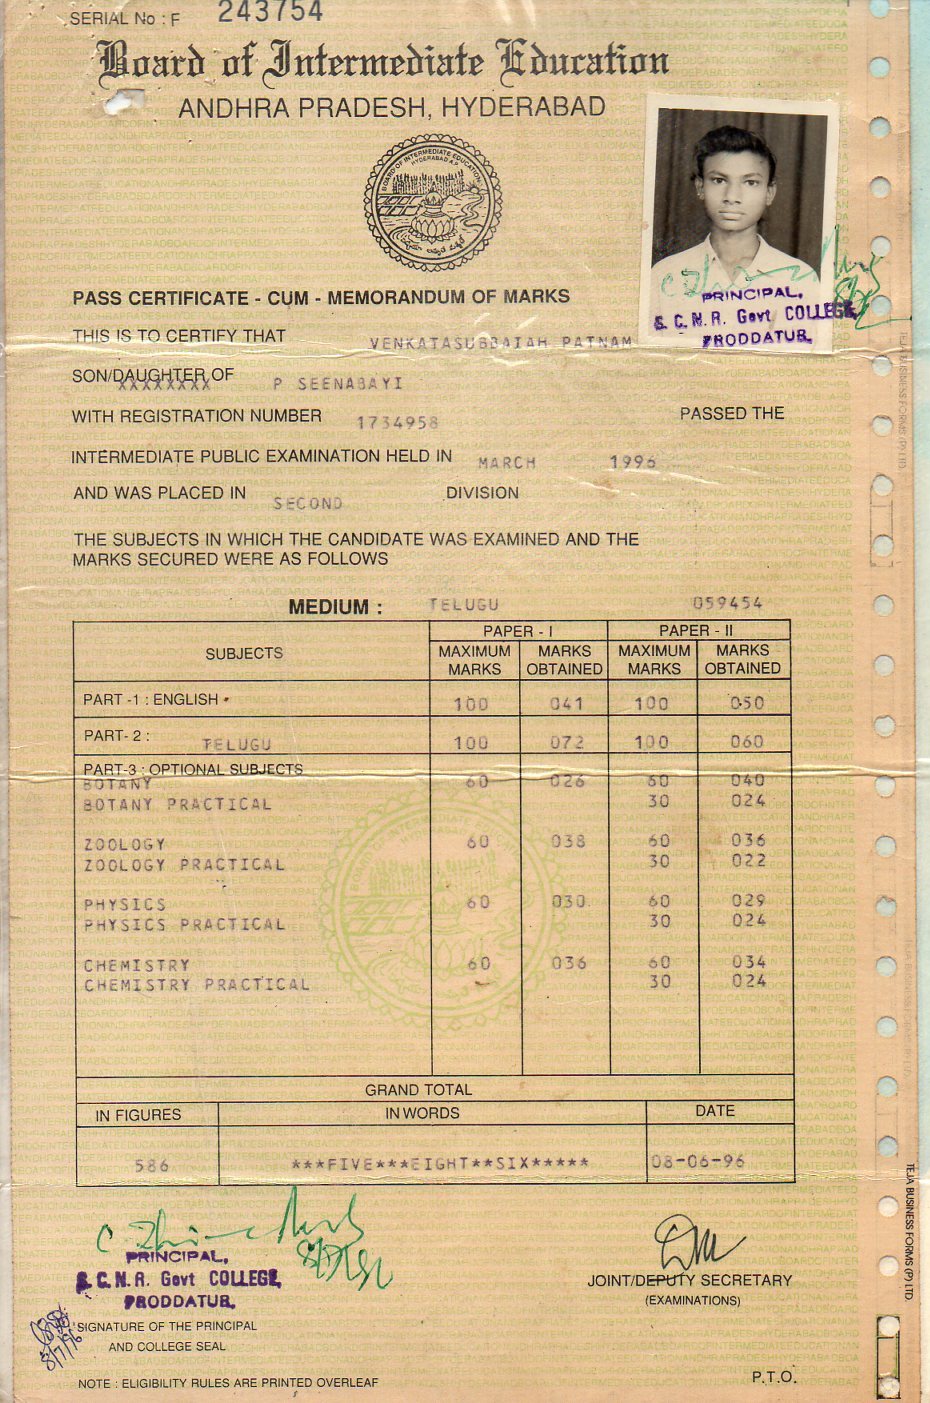 SERIAL No : F 243754
Board of Intermediate Education
ANDHRA PRADESH, HYDERABAD
BOARD OF INTERMEDIATE EDUCATION
HYDERABAD A.P.
PASS CERTIFICATE - CUM - MEMORANDUM OF MARKS
PRINCIPAL,
S. C. N. R. Govt COLLEGE,
PRODDATUR.
THIS IS TO CERTIFY THAT VENKATASUBBAIAH PATNAM
SON/DAUGHTER OF P SEENABAYI
XXXXXXXX
WITH REGISTRATION NUMBER 1734958 PASSED THE
INTERMEDIATE PUBLIC EXAMINATION HELD IN MARCH 1996
AND WAS PLACED IN SECOND DIVISION
THE SUBJECTS IN WHICH THE CANDIDATE WAS EXAMINED AND THE
MARKS SECURED WERE AS FOLLOWS
MEDIUM : TELUGU 059454
PAPER - I PAPER - II
SUBJECTS MAXIMUM MARKS MARKS OBTAINED MAXIMUM MARKS MARKS OBTAINED
PART -1 : ENGLISH 100 041 100 050
PART- 2 : TELUGU 100 072 100 060
PART-3 : OPTIONAL SUBJECTS
BOTANY 60 026 60 040
BOTANY PRACTICAL 30 024
ZOOLOGY 60 038 60 036
ZOOLOGY PRACTICAL 30 022
PHYSICS 60 030 60 029
PHYSICS PRACTICAL 30 024
CHEMISTRY 60 036 60 034
CHEMISTRY PRACTICAL 30 024
GRAND TOTAL
IN FIGURES IN WORDS DATE
586 ***FIVE***EIGHT**SIX***** 08-06-96
PRINCIPAL,
S. C. N. R. Govt COLLEGE,
PRODDATUR.
JOINT/DEPUTY SECRETARY
(EXAMINATIONS)
SIGNATURE OF THE PRINCIPAL
AND COLLEGE SEAL
8/7/96
NOTE : ELIGIBILITY RULES ARE PRINTED OVERLEAF
P.T.O.
TEJA BUSINESS FORMS (P) LTD.